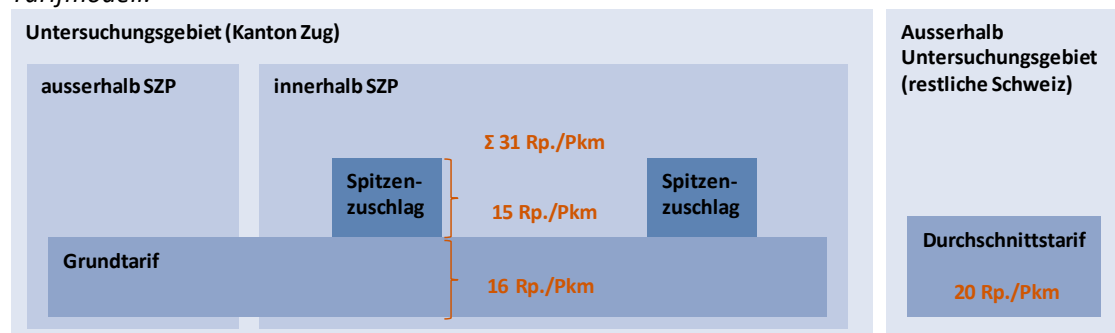 Tarifmodell:
Untersuchungsgebiet (Kanton Zug)
ausserhalb SZP
innerhalb SZP
Σ 31 Rp./Pkm
Spitzen-
zuschlag
15 Rp./Pkm
Spitzen-
zuschlag
Grundtarif
16 Rp./Pkm
Ausserhalb
Untersuchungsgebiet
(restliche Schweiz)
Durchschnittstarif
20 Rp./Pkm